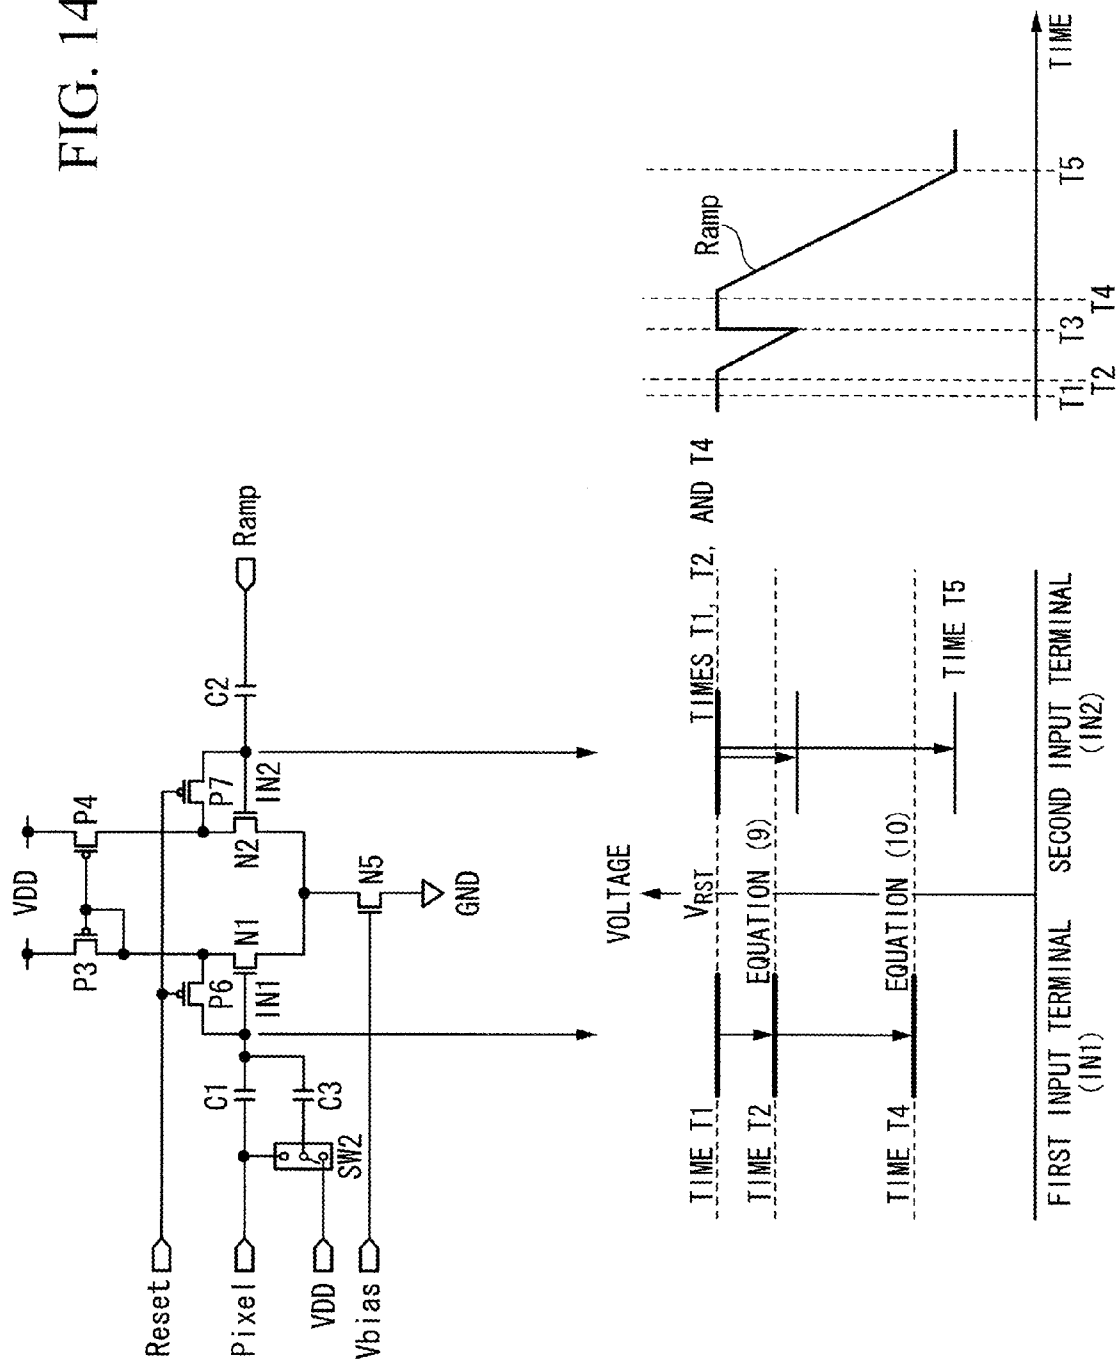 FIG. 14
VDD
P3
P4
Reset
P6
P7
Pixel
C1
IN1
N1
N2
IN2
C2
Ramp
C3
SW2
VDD
Vbias
N5
GND
VOLTAGE
VRST
TIME T1
TIMES T1, T2, AND T4
TIME T2
EQUATION (9)
TIME T4
EQUATION (10)
TIME T5
FIRST INPUT TERMINAL
(IN1)
SECOND INPUT TERMINAL
(IN2)
Ramp
T1
T2
T3
T4
T5
TIME